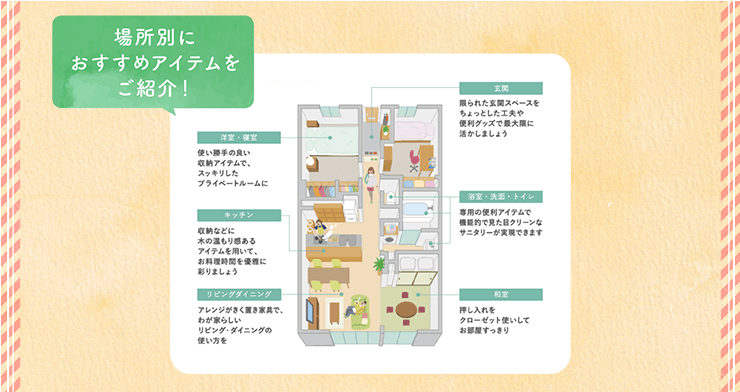 場所別に
おすすめアイテムを
ご紹介！
玄関
限られた玄関スペースを
ちょっとした工夫や
便利グッズで最大限に
活かしましょう
洋室・寝室
使い勝手の良い
収納アイテムで、
スッキリした
プライベートルームに
浴室・洗面・トイレ
専用の便利アイテムで
機能的で見た目クリーンな
サニタリーが実現できます
キッチン
収納などに
木の温もり感ある
アイテムを用いて、
お料理時間を優雅に
彩りましょう
リビングダイニング
アレンジがきく置き家具で、
わが家らしい
リビング・ダイニングの
使い方を
和室
押し入れを
クローゼット使いして
お部屋すっきり